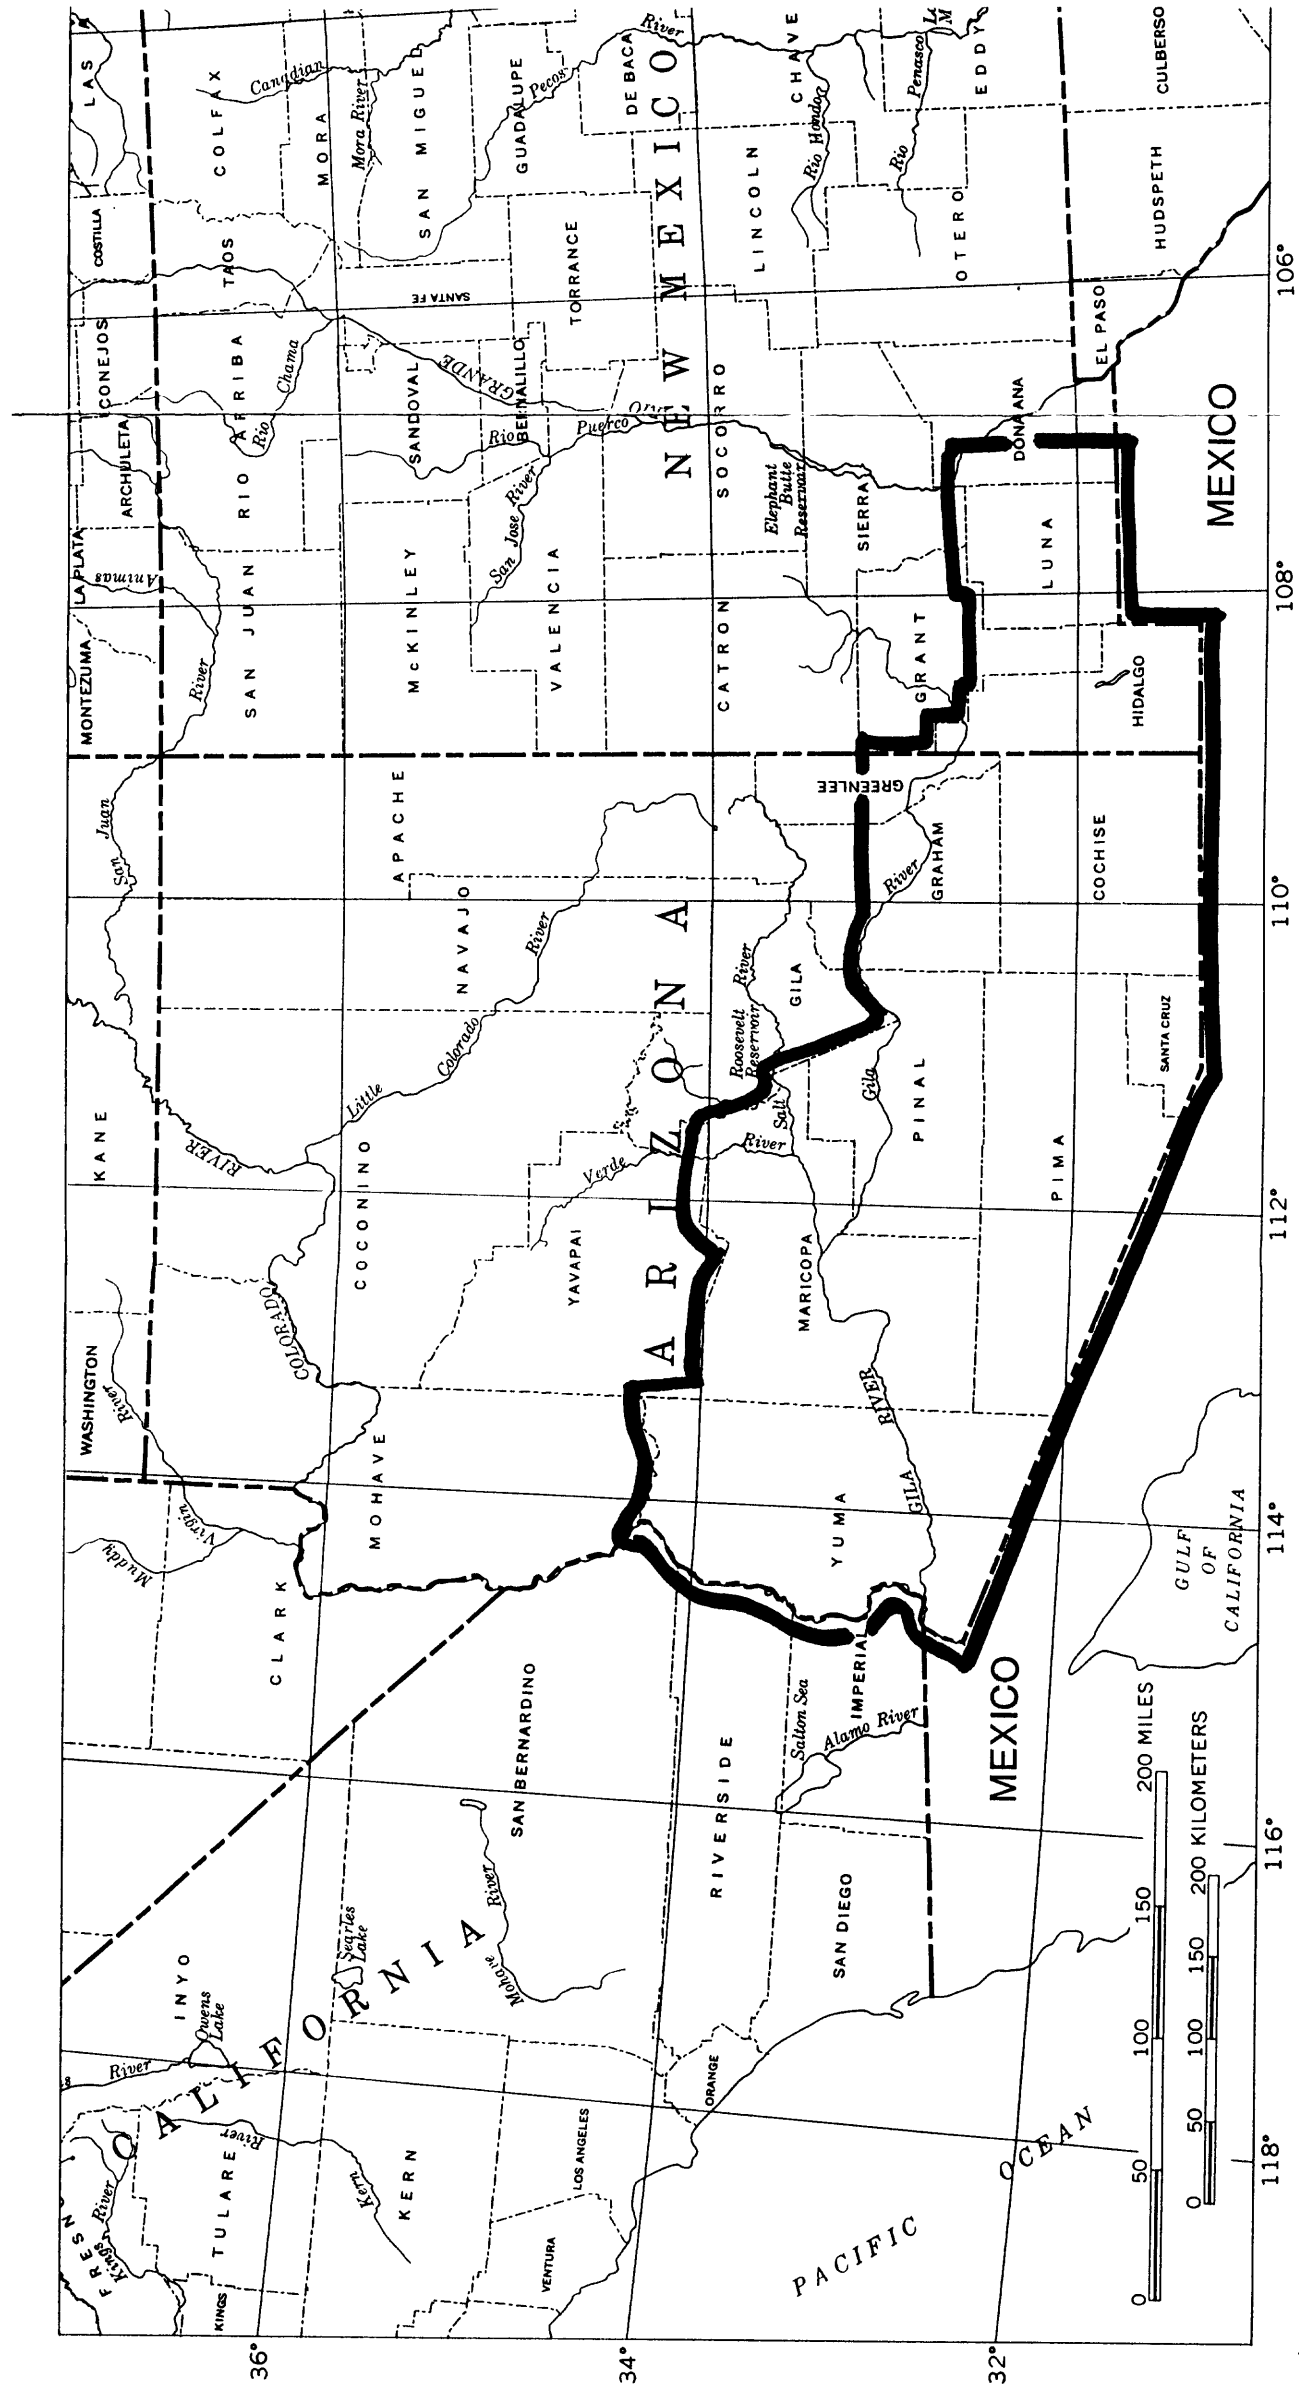 FRESN
Kings River
CALIFORNIA
TULARE
KINGS
Kern River
KERN
River
Owens
Lake
INYO
Searles
Lake
VENTURA
LOS ANGELES
ORANGE
Mohave River
SAN BERNARDINO
RIVERSIDE
SAN DIEGO
Salton Sea
Alamo River
IMPERIAL
PACIFIC
OCEAN
MEXICO
GULF
OF
CALIFORNIA
CLARK
Muddy
Virgin
River
WASHINGTON
KANE
MOHAVE
COLORADO
RIVER
COCONINO
Little Colorado River
San Juan
River
NAVAJO
APACHE
ARIZONA
YAVAPAI
Verde
River
Salt
Roosevelt
Reservoir
River
GILA
MARICOPA
YUMA
GILA RIVER
Gila
River
PINAL
PIMA
SANTA CRUZ
GRAHAM
GREENLEE
COCHISE
MONTEZUMA
LA PLATA
Animas
ARCHULETA
CONEJOS
COSTILLA
LAS
SAN JUAN
RIO ARRIBA
Rio Chama
TAOS
COLFAX
Canadian
MORA
Mora River
McKINLEY
SANDOVAL
GRANDE
SANTA FE
SAN MIGUEL
San Jose River
Rio
Puerco
BERNALILLO
VALENCIA
TORRANCE
GUADALUPE
Pecos
River
DE BACA
NEW MEXICO
CATRON
SOCORRO
LINCOLN
CHAVE
Elephant
Butte
Reservoir
SIERRA
Rio Hondo
Rio Penasco
GRANT
LUNA
DONA ANA
OTERO
EDDY
HIDALGO
EL PASO
HUDSPETH
CULBERSO
MEXICO
36°
34°
32°
118°
116°
114°
112°
110°
108°
106°
0 50 100 150 200 MILES
0 50 100 150 200 KILOMETERS